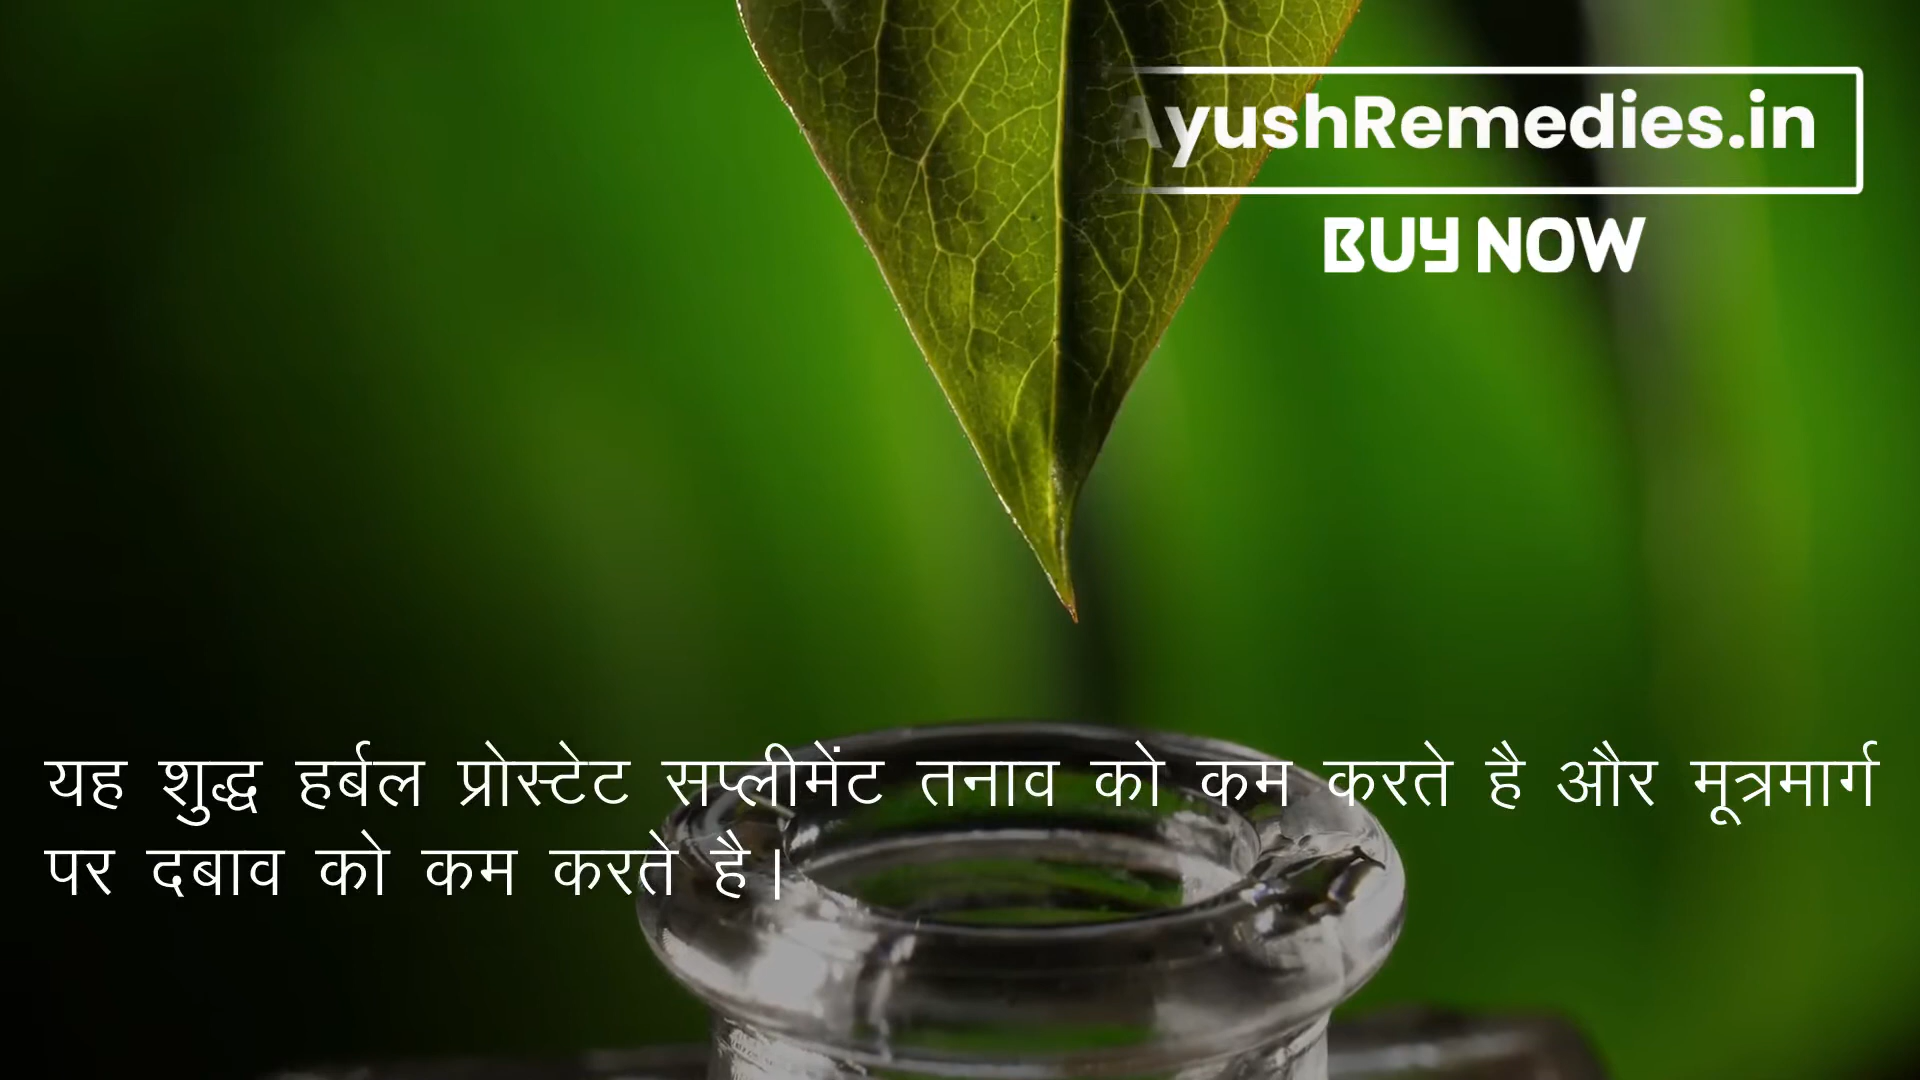 AyushRemedies.in
BUY NOW
यह शुद्ध हर्बल प्रोस्टेट सप्लीमेंट तनाव को कम करते है और मूत्रमार्ग
पर दबाव को कम करते है।